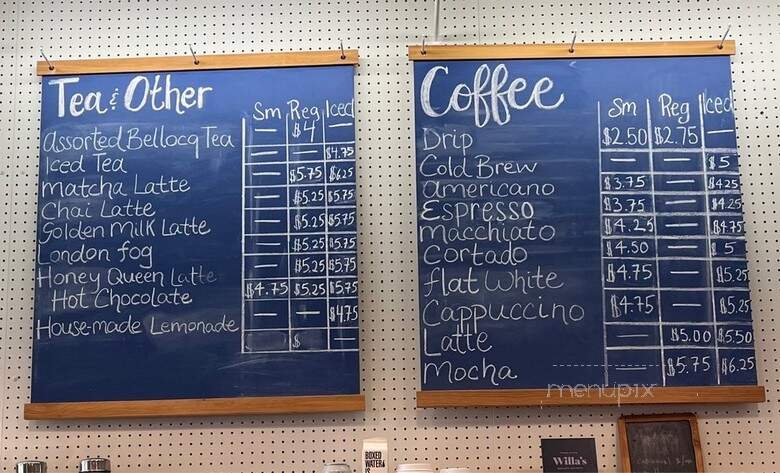 Tea & Other
Sm Reg Iced
Assorted Bellocq Tea — $4 —
Iced Tea — — $4.75
Matcha Latte — $5.75 $6.25
Chai Latte — $5.25 $5.75
Golden Milk Latte — $5.25 $5.75
London fog — $5.25 $5.75
Honey Queen Latte — $5.25 $5.75
Hot Chocolate $4.75 $5.25 $5.75
House-made Lemonade — — $4.75
$
Coffee
Sm Reg Iced
Drip $2.50 $2.75 —
Cold Brew — — $5
Americano $3.75 — $4.25
Espresso $3.75 — $4.25
Macchiato $4.25 — $4.75
Cortado $4.50 — $5
flat White $4.75 — $5.25
Cappuccino $4.75 — $5.25
Latte — $5.00 $5.50
Mocha — $5.75 $6.25
menupix
BOXED
WATER
IS
Willa's